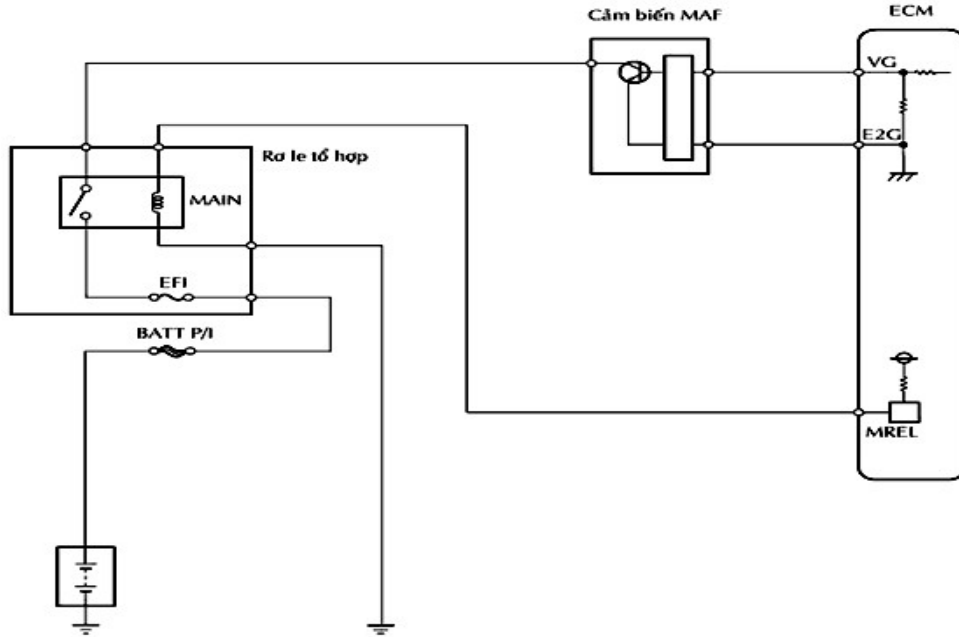 Cảm biến MAF
ECM
VG
E2G
Rơ le tổ hợp
MAIN
EFI
BATT P/I
MREL